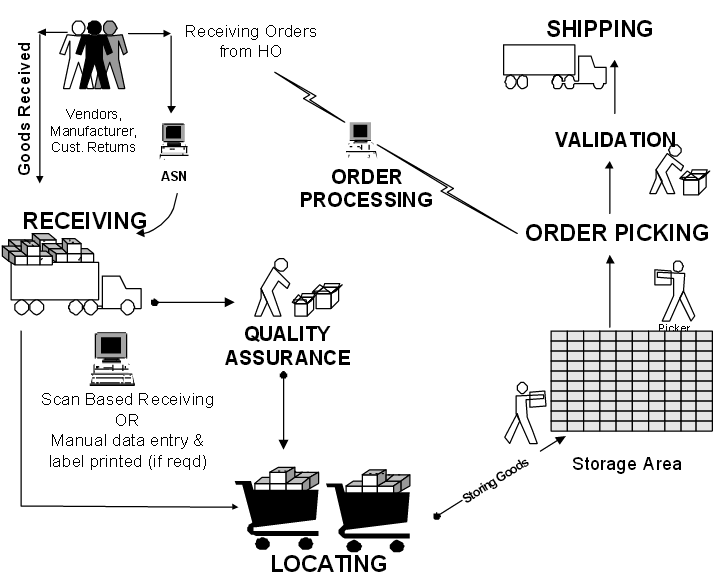 Receiving Orders
from HO
SHIPPING
Goods Received
Vendors,
Manufacturer,
Cust. Returns
ASN
ORDER
PROCESSING
VALIDATION
RECEIVING
ORDER PICKING
Picker
QUALITY
ASSURANCE
Scan Based Receiving
OR
Manual data entry &
label printed (if reqd)
Storage Area
Storing Goods
LOCATING